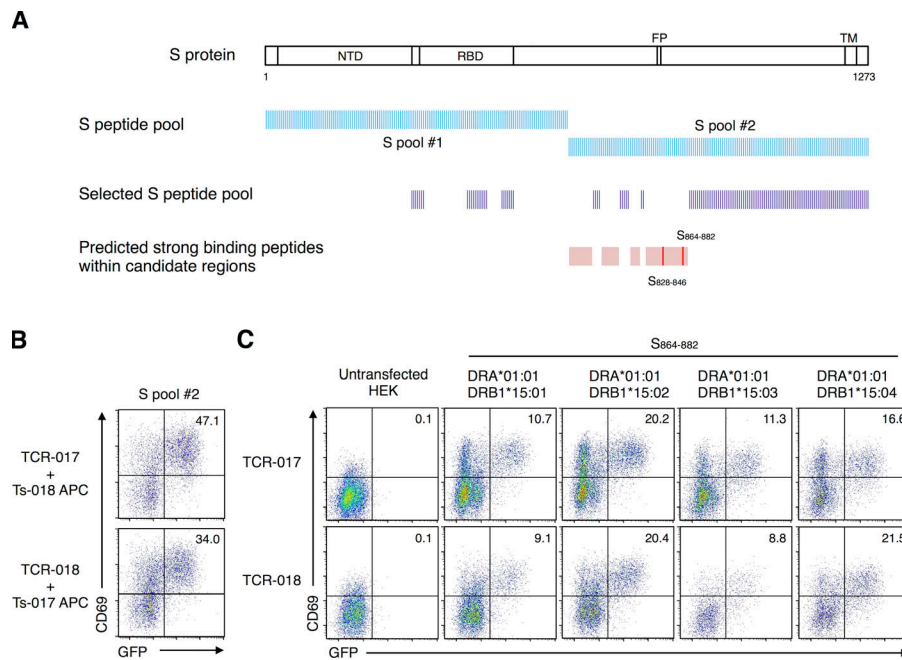 A
FP
TM
S protein
NTD
RBD
1
1273
S peptide pool
S pool #1
S pool #2
Selected S peptide pool
Predicted strong binding peptides
within candidate regions
S864-882
S828-846
B
S pool #2
47.1
TCR-017
+
Ts-018 APC
34.0
TCR-018
+
Ts-017 APC
CD69
GFP
C
S864-882
Untransfected
HEK
DRA*01:01
DRB1*15:01
DRA*01:01
DRB1*15:02
DRA*01:01
DRB1*15:03
DRA*01:01
DRB1*15:04
TCR-017
0.1
10.7
20.2
11.3
16.6
TCR-018
0.1
9.1
20.4
8.8
21.5
CD69
GFP